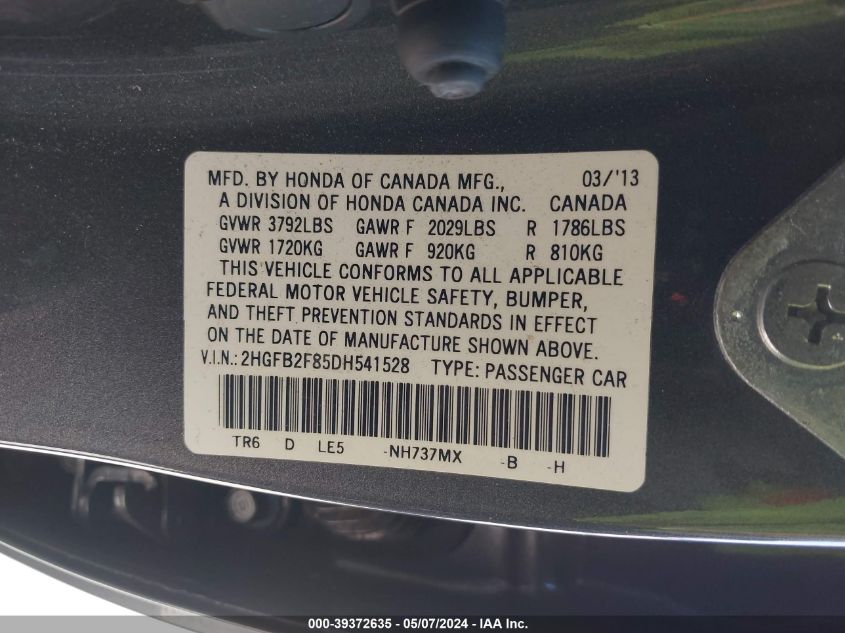 MFD. BY HONDA OF CANADA MFG., 03/'13
A DIVISION OF HONDA CANADA INC. CANADA
GVWR 3792LBS GAWR F 2029LBS R 1786LBS
GVWR 1720KG GAWR F 920KG R 810KG
THIS VEHICLE CONFORMS TO ALL APPLICABLE
FEDERAL MOTOR VEHICLE SAFETY, BUMPER,
AND THEFT PREVENTION STANDARDS IN EFFECT
ON THE DATE OF MANUFACTURE SHOWN ABOVE.
V.I.N.: 2HGFB2F85DH541528 TYPE: PASSENGER CAR
TR6 D LE5 -NH737MX -B -H
000-39372635 - 05/07/2024 - IAA Inc.